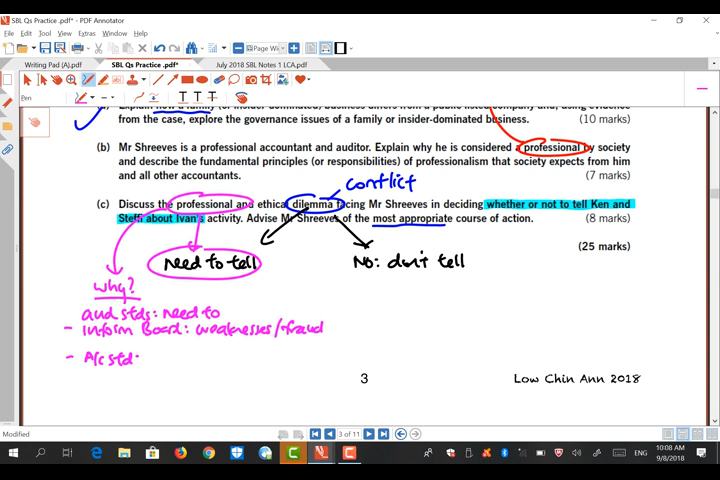 SBL Qs Practice .pdf* - PDF Annotator
File Edit Tool View Extras Window Help
Page Wi
Writing Pad (A).pdf SBL Qs Practice .pdf* July 2018 SBL Notes 1 LCA.pdf
Pen
T T T
from the case, explore the governance issues of a family or insider-dominated business. (10 marks)
(b) Mr Shreeves is a professional accountant and auditor. Explain why he is considered a professional by society
and describe the fundamental principles (or responsibilities) of professionalism that society expects from him
and all other accountants. (7 marks)
conflict
(c) Discuss the professional and ethical dilemma facing Mr Shreeves in deciding whether or not to tell Ken and
Steffi about Ivan's activity. Advise Mr Shreeves of the most appropriate course of action. (8 marks)
(25 marks)
Need to tell No: don't tell
Why?
aud stds: need to
- Inform Board: weaknesses/fraud
- A/c std.
3 Low Chin Ann 2018
3 of 11
Modified
10:08 AM
9/8/2018